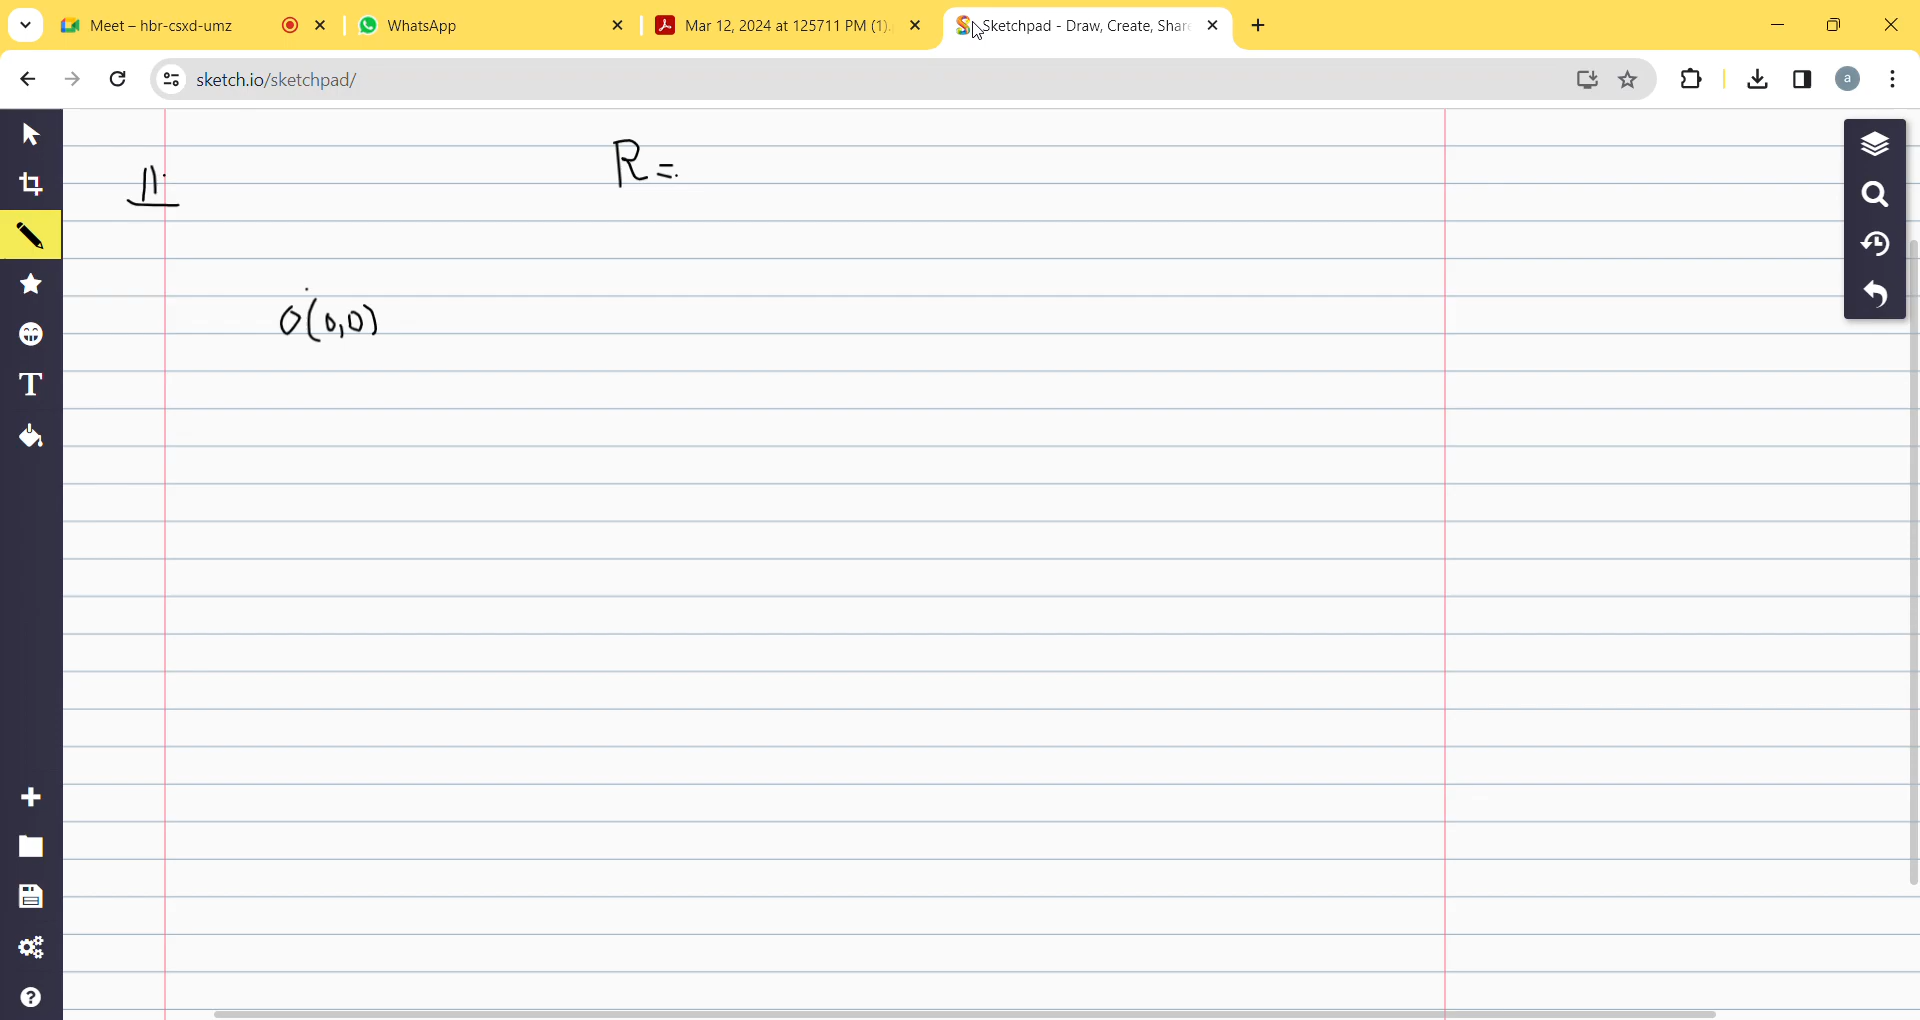 Meet – hbr-csxd-umz
WhatsApp
Mar 12, 2024 at 125711 PM (1).
Sketchpad - Draw, Create, Shar
sketch.io/sketchpad/
a
11.
R =
O(0,0)
T